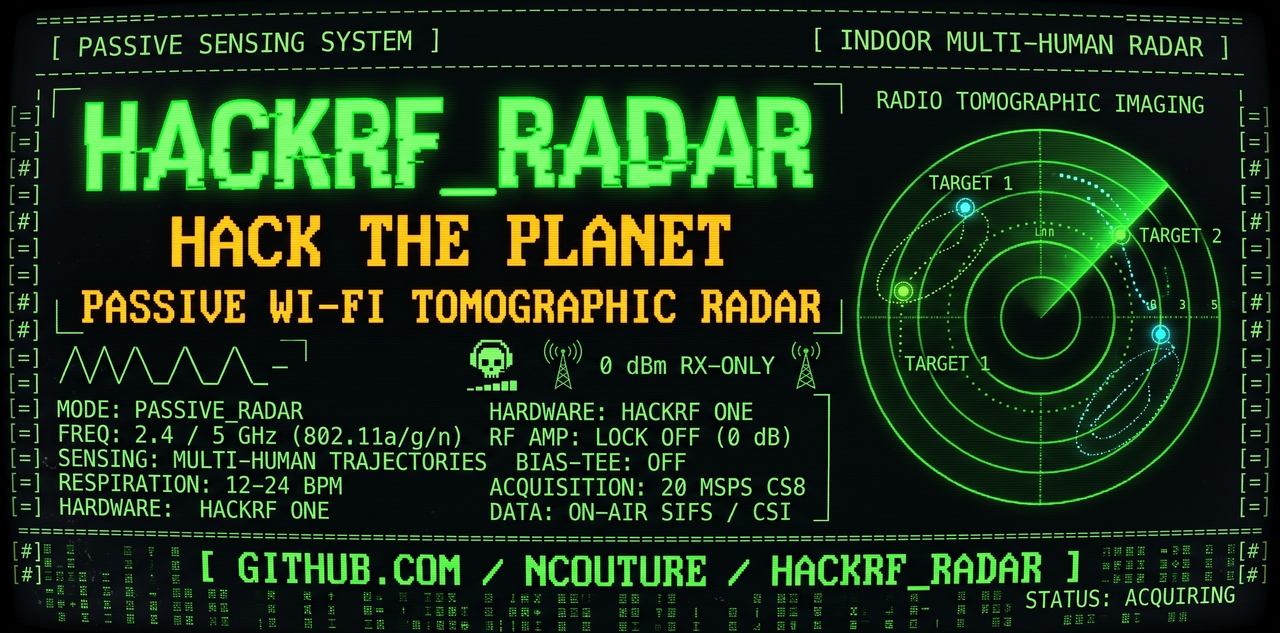 [ PASSIVE SENSING SYSTEM ]
[ INDOOR MULTI-HUMAN RADAR ]
HACKRF_RADAR
HACK THE PLANET
PASSIVE WI-FI TOMOGRAPHIC RADAR
0 dBm RX-ONLY
MODE: PASSIVE_RADAR
FREQ: 2.4 / 5 GHz (802.11a/g/n)
SENSING: MULTI-HUMAN TRAJECTORIES
RESPIRATION: 12-24 BPM
HARDWARE: HACKRF ONE
HARDWARE: HACKRF ONE
RF AMP: LOCK OFF (0 dB)
BIAS-TEE: OFF
ACQUISITION: 20 MSPS CS8
DATA: ON-AIR SIFS / CSI
RADIO TOMOGRAPHIC IMAGING
TARGET 1
TARGET 2
3 5
TARGET 1
[ GITHUB.COM / NCOUTURE / HACKRF_RADAR ]
STATUS: ACQUIRING